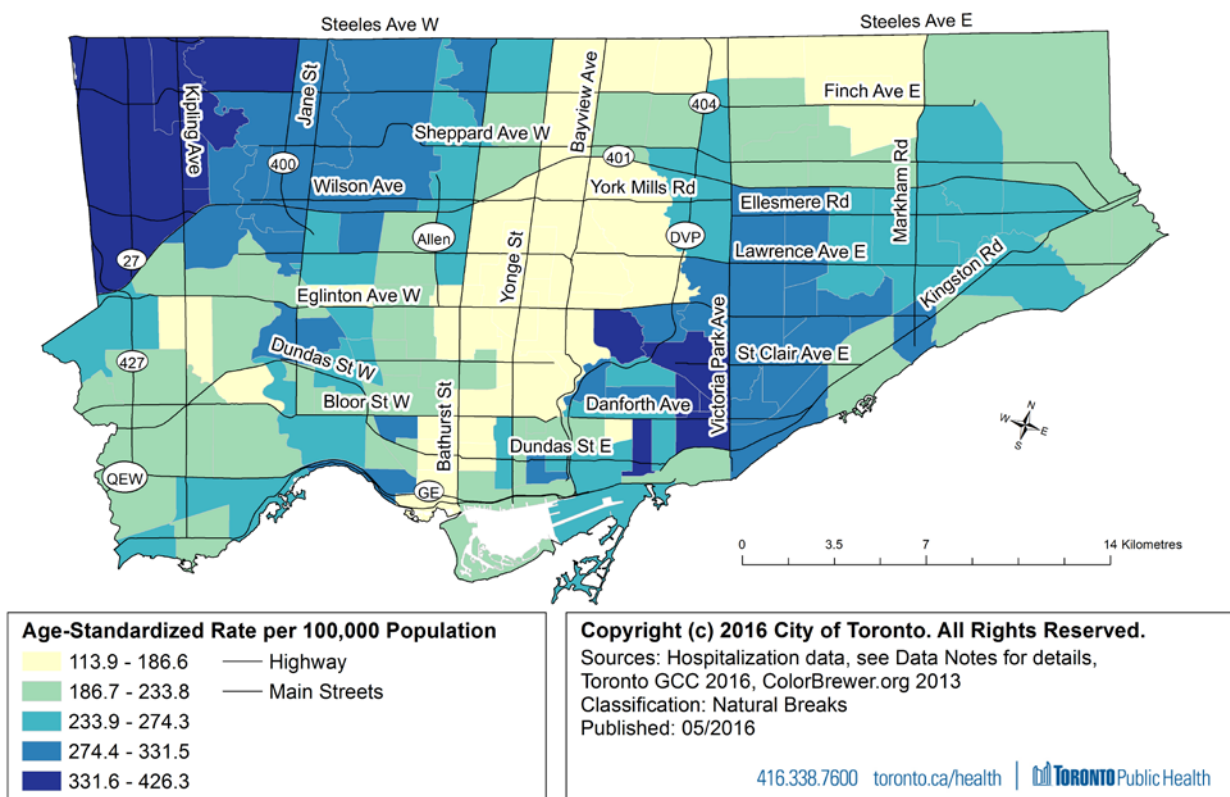 Steeles Ave W
Steeles Ave E
Kipling Ave
Jane St
Bayview Ave
404
Finch Ave E
Sheppard Ave W
400
401
Markham Rd
Wilson Ave
York Mills Rd
Ellesmere Rd
27
Allen
DVP
Lawrence Ave E
Yonge St
Kingston Rd
Eglinton Ave W
Victoria Park Ave
427
Dundas St W
St Clair Ave E
Bloor St W
Bathurst St
Danforth Ave
Dundas St E
QEW
GE
N
W
E
S
0 3.5 7 14 Kilometres
Age-Standardized Rate per 100,000 Population
113.9 - 186.6 Highway
186.7 - 233.8 Main Streets
233.9 - 274.3
274.4 - 331.5
331.6 - 426.3
Copyright (c) 2016 City of Toronto. All Rights Reserved.
Sources: Hospitalization data, see Data Notes for details,
Toronto GCC 2016, ColorBrewer.org 2013
Classification: Natural Breaks
Published: 05/2016
416.338.7600 toronto.ca/health TORONTO Public Health